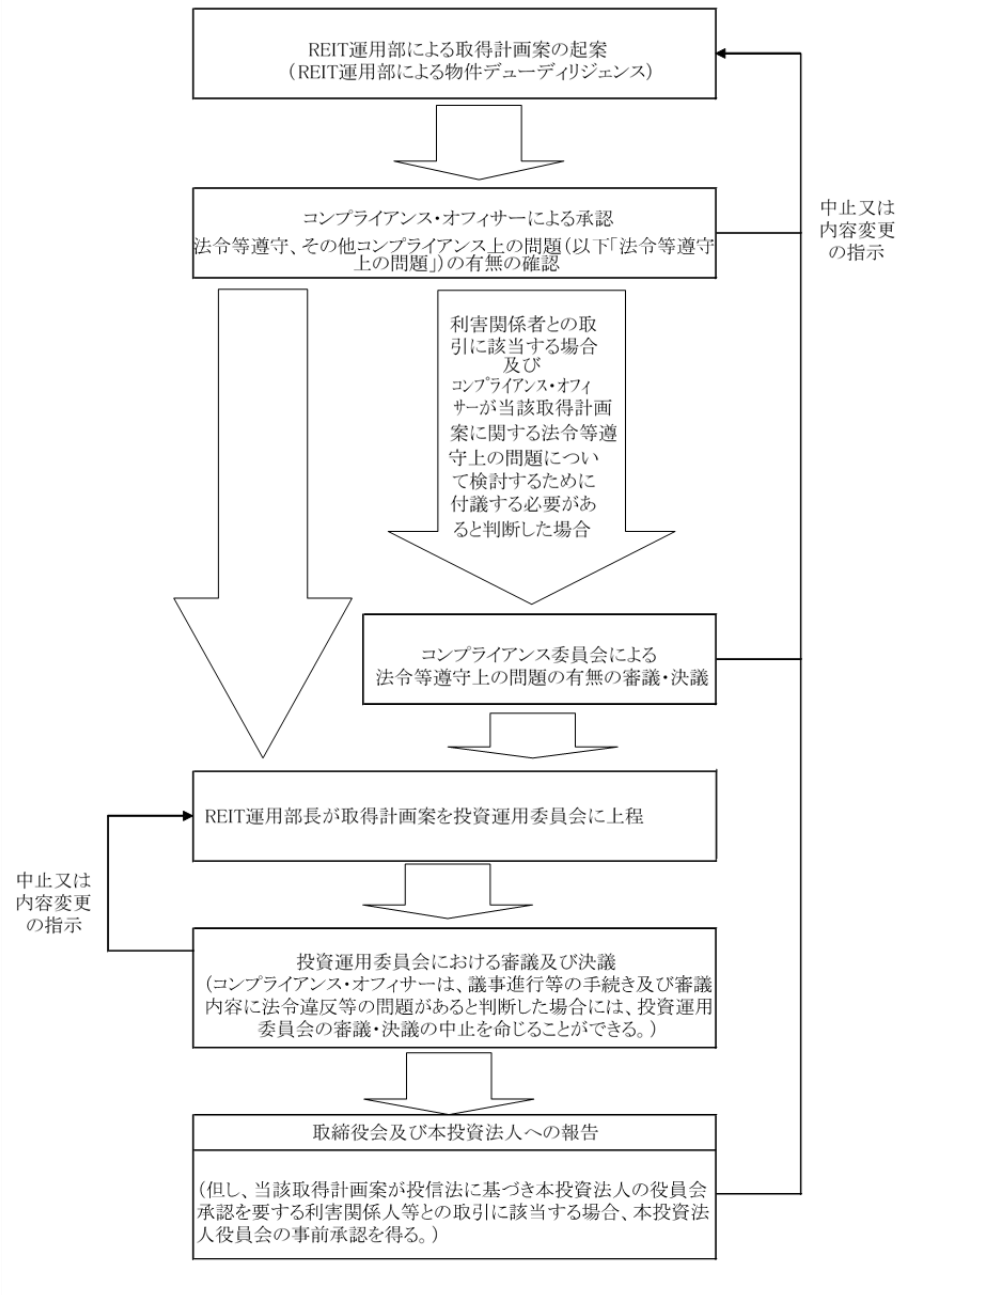 REIT運用部による取得計画案の起案
（REIT運用部による物件デューディリジェンス）
コンプライアンス・オフィサーによる承認
法令等遵守、その他コンプライアンス上の問題（以下「法令等遵守
上の問題」）の有無の確認
中止又は
内容変更
の指示
利害関係者との取
引に該当する場合
及び
コンプライアンス・オフィ
サーが当該取得計画
案に関する法令等遵
守上の問題につい
て検討するために
付議する必要があ
ると判断した場合
コンプライアンス委員会による
法令等遵守上の問題の有無の審議・決議
REIT運用部長が取得計画案を投資運用委員会に上程
中止又は
内容変更
の指示
投資運用委員会における審議及び決議
（コンプライアンス・オフィサーは、議事進行等の手続き及び審議
内容に法令違反等の問題があると判断した場合には、投資運用
委員会の審議・決議の中止を命じることができる。）
取締役会及び本投資法人への報告
（但し、当該取得計画案が投信法に基づき本投資法人の役員会
承認を要する利害関係人等との取引に該当する場合、本投資法
人役員会の事前承認を得る。）